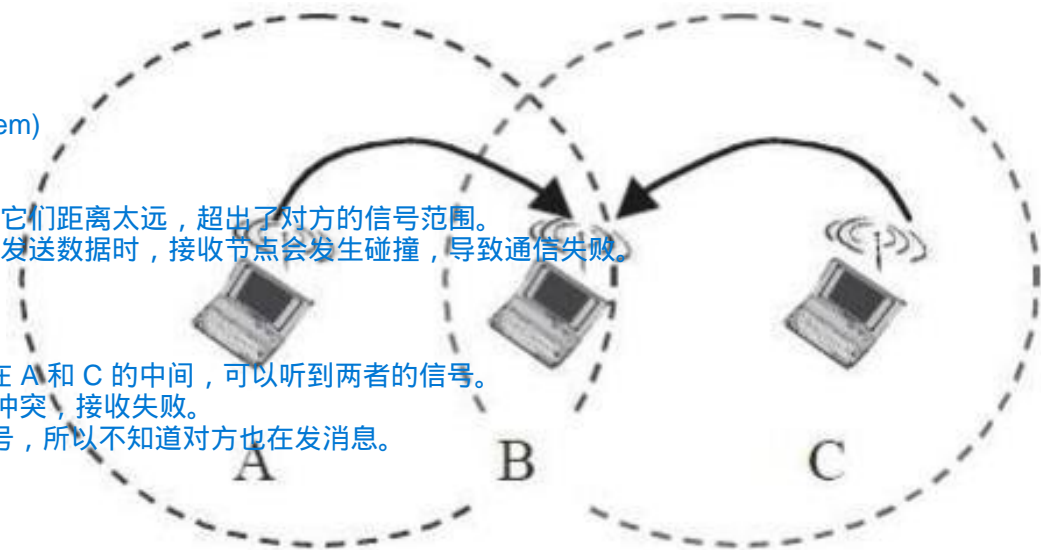 em)
它们距离太远，超出了对方的信号范围。
发送数据时，接收节点会发生碰撞，导致通信失败。
在 A 和 C 的中间，可以听到两者的信号。
冲突，接收失败。
号，所以不知道对方也在发消息。
A B C